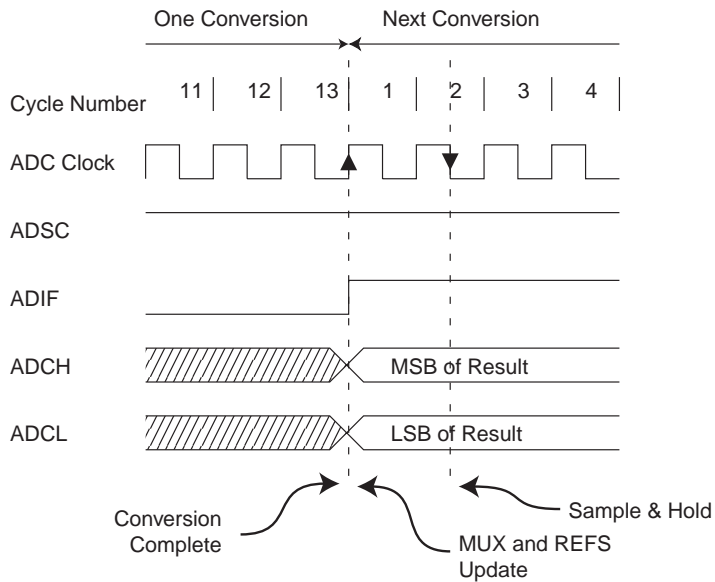 One Conversion Next Conversion
Cycle Number 11 12 13 1 2 3 4
ADC Clock
ADSC
ADIF
ADCH MSB of Result
ADCL LSB of Result
Sample & Hold
Conversion
Complete
MUX and REFS
Update